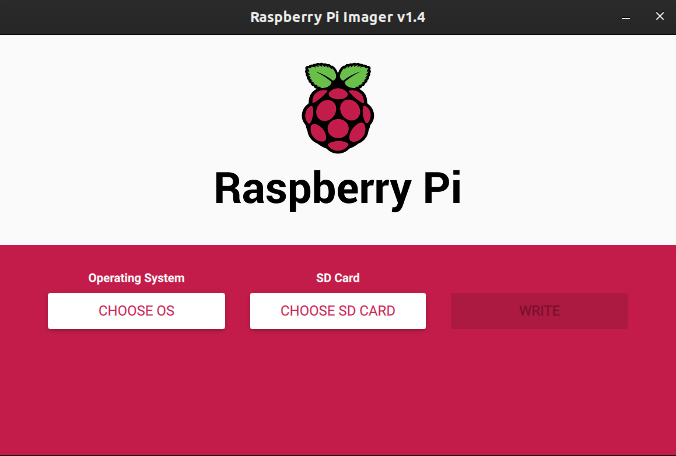 Raspberry Pi Imager v1.4
Raspberry Pi
Operating System
SD Card
CHOOSE OS
CHOOSE SD CARD
WRITE